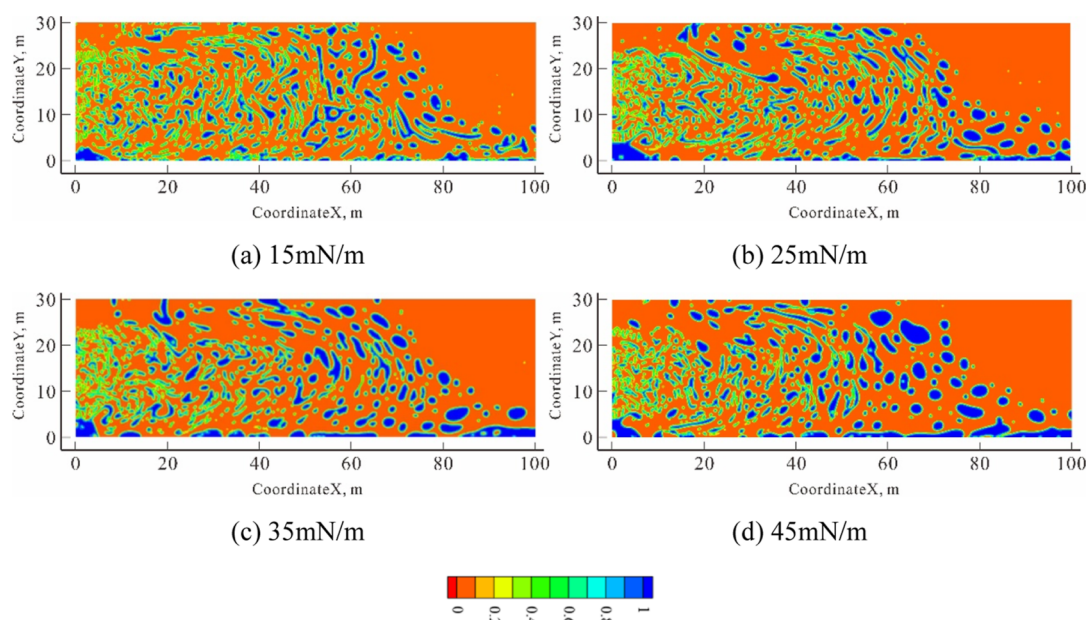 30
20
10
0
CoordinateY, m
0 20 40 60 80 100
CoordinateX, m
(a) 15mN/m
30
20
10
0
CoordinateY, m
0 20 40 60 80 100
CoordinateX, m
(b) 25mN/m
30
20
10
0
CoordinateY, m
0 20 40 60 80 100
CoordinateX, m
(c) 35mN/m
30
20
10
0
CoordinateY, m
0 20 40 60 80 100
CoordinateX, m
(d) 45mN/m
0 1